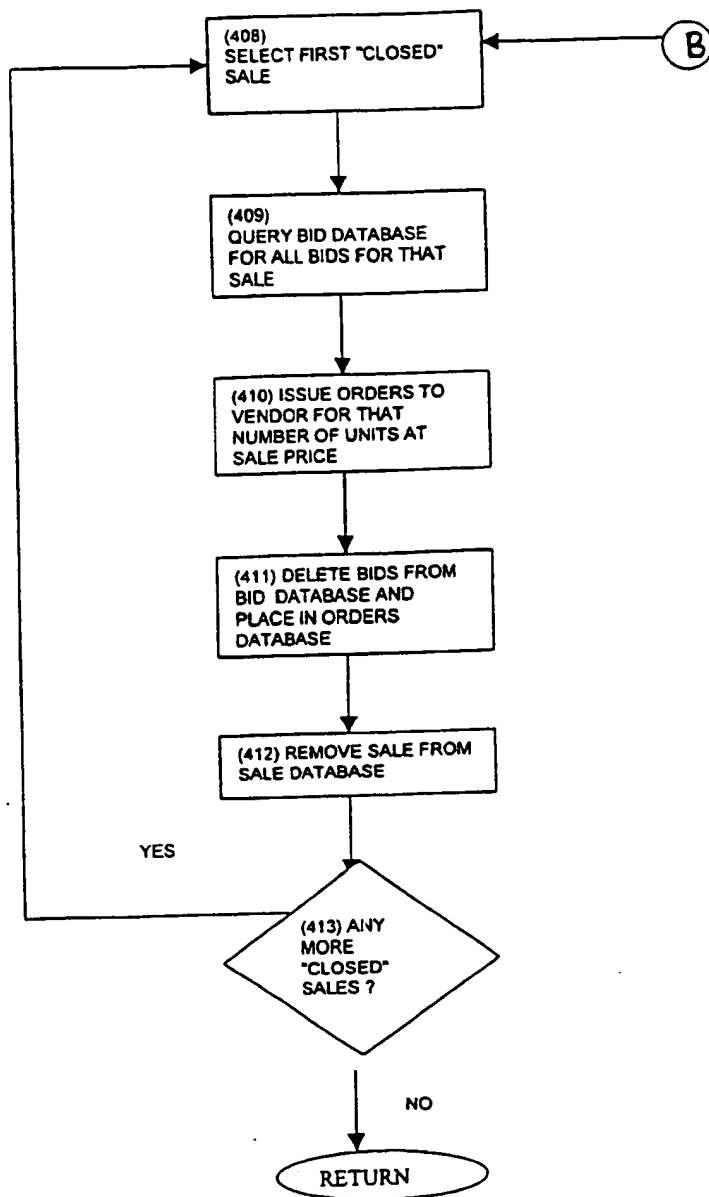 (408)
SELECT FIRST "CLOSED"
SALE
B
(409)
QUERY BID DATABASE
FOR ALL BIDS FOR THAT
SALE
(410) ISSUE ORDERS TO
VENDOR FOR THAT
NUMBER OF UNITS AT
SALE PRICE
(411) DELETE BIDS FROM
BID DATABASE AND
PLACE IN ORDERS
DATABASE
(412) REMOVE SALE FROM
SALE DATABASE
YES
(413) ANY
MORE
"CLOSED"
SALES ?
NO
RETURN